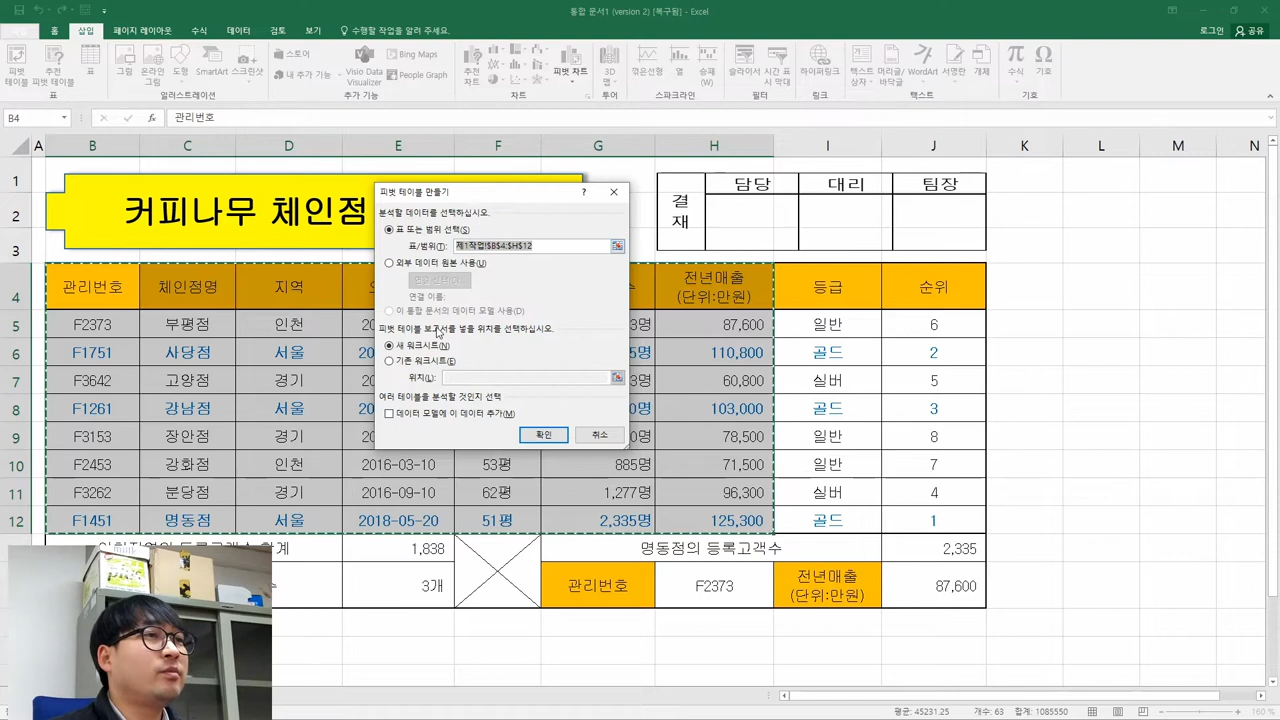 통합 문서1 (version 2) [복구됨] - Excel
홈 삽입 페이지 레이아웃 수식 데이터 검토 보기 수행할 작업을 알려 주세요. 로그인 공유
피벗 테이블 추천 피벗 테이블 표 그림 온라인 그림 도형 SmartArt 스크린샷 스토어 내 추가 기능 Visio Data Visualizer Bing Maps People Graph 추천 차트 피벗 차트 3D 맵 꺾은선형 열 승패 (W) 슬라이서 시간 표시 막대 하이퍼링크 텍스트 상자 머리글/바닥글 WordArt 서명란 개체 수식 기호
표 일러스트레이션 추가 기능 차트 투어 스파크라인 필터 링크 텍스트 기호
B4 fx 관리번호
A B C D E F G H I J K L M N
1 담당 대리 팀장
2 커피나무 체인점 결재
3
4 관리번호 체인점명 지역 전년매출 (단위:만원) 등급 순위
5 F2373 부평점 인천 87,600 일반 6
6 F1751 사당점 서울 110,800 골드 2
7 F3642 고양점 경기 60,800 실버 5
8 F1261 강남점 서울 103,000 골드 3
9 F3153 장안점 경기 78,500 일반 8
10 F2453 강화점 인천 2016-03-10 53평 885명 71,500 일반 7
11 F3262 분당점 경기 2016-09-10 62평 1,277명 96,300 실버 4
12 F1451 명동점 서울 2018-05-20 51평 2,335명 125,300 골드 1
1,838 명동점의 등록고객수 2,335
3개 관리번호 F2373 전년매출 (단위:만원) 87,600
피벗 테이블 만들기 ? ×
분석할 데이터를 선택하십시오.
표 또는 범위 선택(S)
표/범위(T): 제1작업!$B$4:$H$12
외부 데이터 원본 사용(U)
연결 선택(C)...
연결 이름:
이 통합 문서의 데이터 모델 사용(D)
피벗 테이블 보고서를 넣을 위치를 선택하십시오.
새 워크시트(N)
기존 워크시트(E)
위치(L):
여러 테이블을 분석할 것인지 선택
데이터 모델에 이 데이터 추가(M)
확인 취소
평균: 45231.25 개수: 63 합계: 1085550 160 %